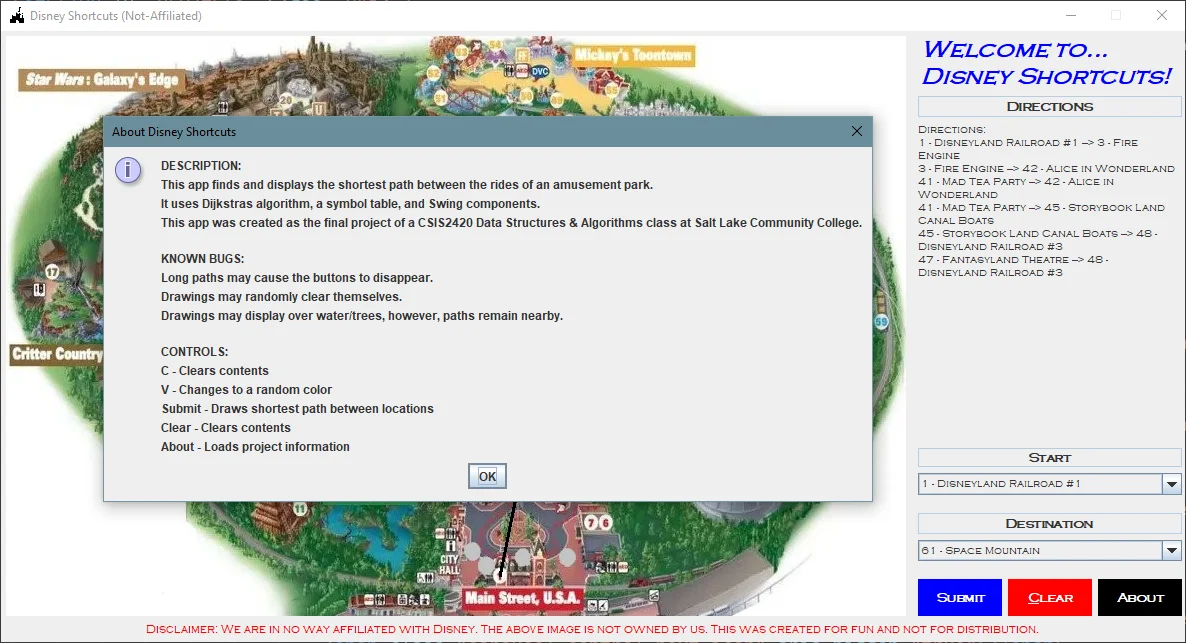 Disney Shortcuts (Not-Affiliated)
Star Wars: Galaxy's Edge
Mickey's Toontown
20
17
Critter Country
59
11
7 6
CITY HALL
Main Street, U.S.A.
About Disney Shortcuts
DESCRIPTION:
This app finds and displays the shortest path between the rides of an amusement park.
It uses Dijkstras algorithm, a symbol table, and Swing components.
This app was created as the final project of a CSIS2420 Data Structures & Algorithms class at Salt Lake Community College.
KNOWN BUGS:
Long paths may cause the buttons to disappear.
Drawings may randomly clear themselves.
Drawings may display over water/trees, however, paths remain nearby.
CONTROLS:
C - Clears contents
V - Changes to a random color
Submit - Draws shortest path between locations
Clear - Clears contents
About - Loads project information
OK
Welcome to...
Disney Shortcuts!
Directions
Directions:
1 - Disneyland Railroad #1 --> 3 - Fire
Engine
3 - Fire Engine --> 42 - Alice in Wonderland
41 - Mad Tea Party --> 42 - Alice in
Wonderland
41 - Mad Tea Party --> 45 - Storybook Land
Canal Boats
45 - Storybook Land Canal Boats --> 48 -
Disneyland Railroad #3
47 - Fantasyland Theatre --> 48 -
Disneyland Railroad #3
Start
1 - Disneyland Railroad #1
Destination
61 - Space Mountain
Submit
Clear
About
Disclaimer: We are in no way affiliated with Disney. The above image is not owned by us. This was created for fun and not for distribution.